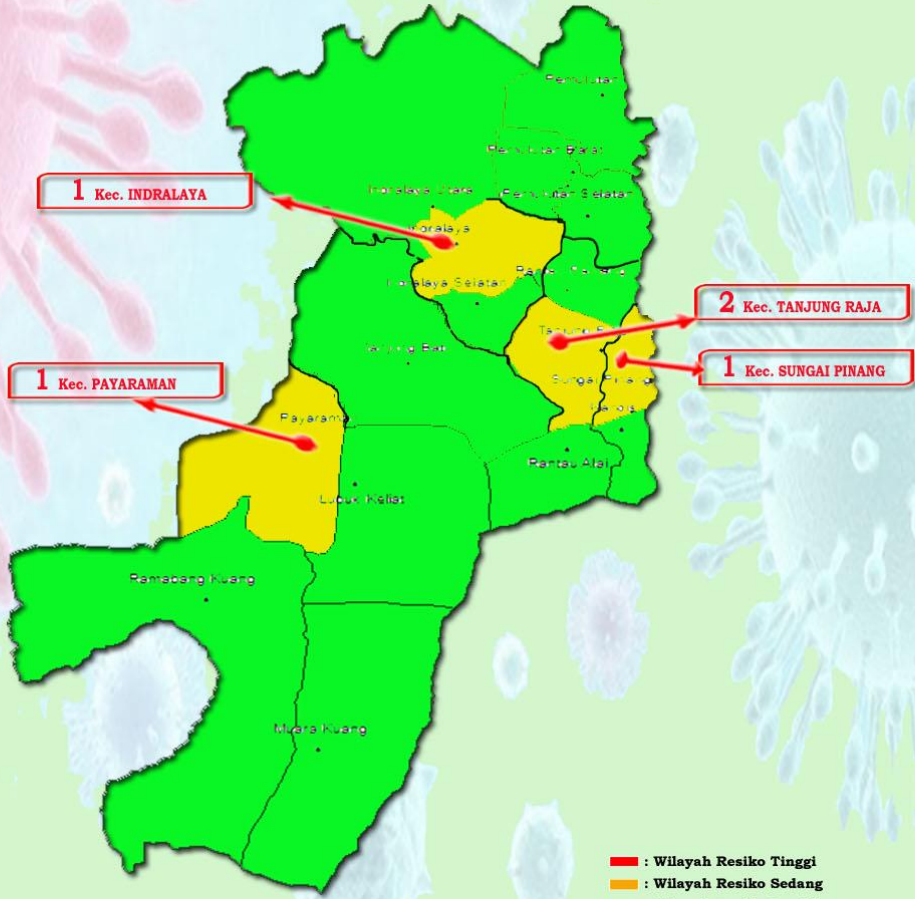 Pemulutan
Pemulutan Barat
Indralaya Utara
Pemulutan Selatan
1 Kec. INDRALAYA
Indralaya
Indralaya Selatan
2 Kec. TANJUNG RAJA
Tanjung
1 Kec. SUNGAI PINANG
Sungai Pinang
1 Kec. PAYARAMAN
Payaraman
Rantau Alai
Lubuk Keliat
Rambang Kuang
Muara Kuang
: Wilayah Resiko Tinggi
: Wilayah Resiko Sedang